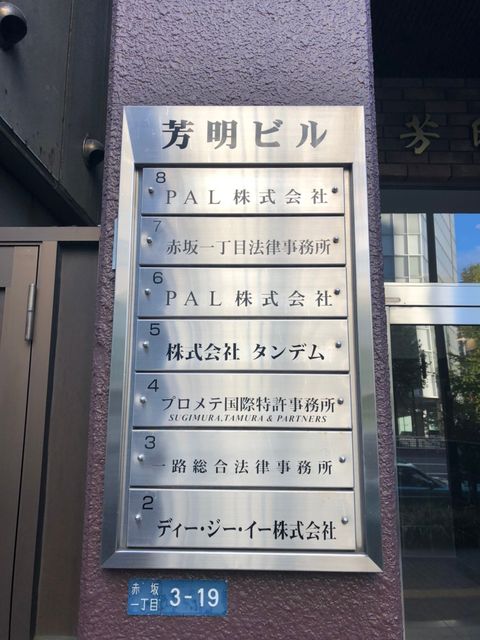 芳明ビル
8
PAL株式会社
7
赤坂一丁目法律事務所
6
PAL株式会社
5
株式会社 タンデム
4
プロメテ国際特許事務所
SUGIMURA,TAMURA & PARTNERS
3
一路総合法律事務所
2
ディー・ジー・イー株式会社
赤坂
一丁目
3-19
芳明